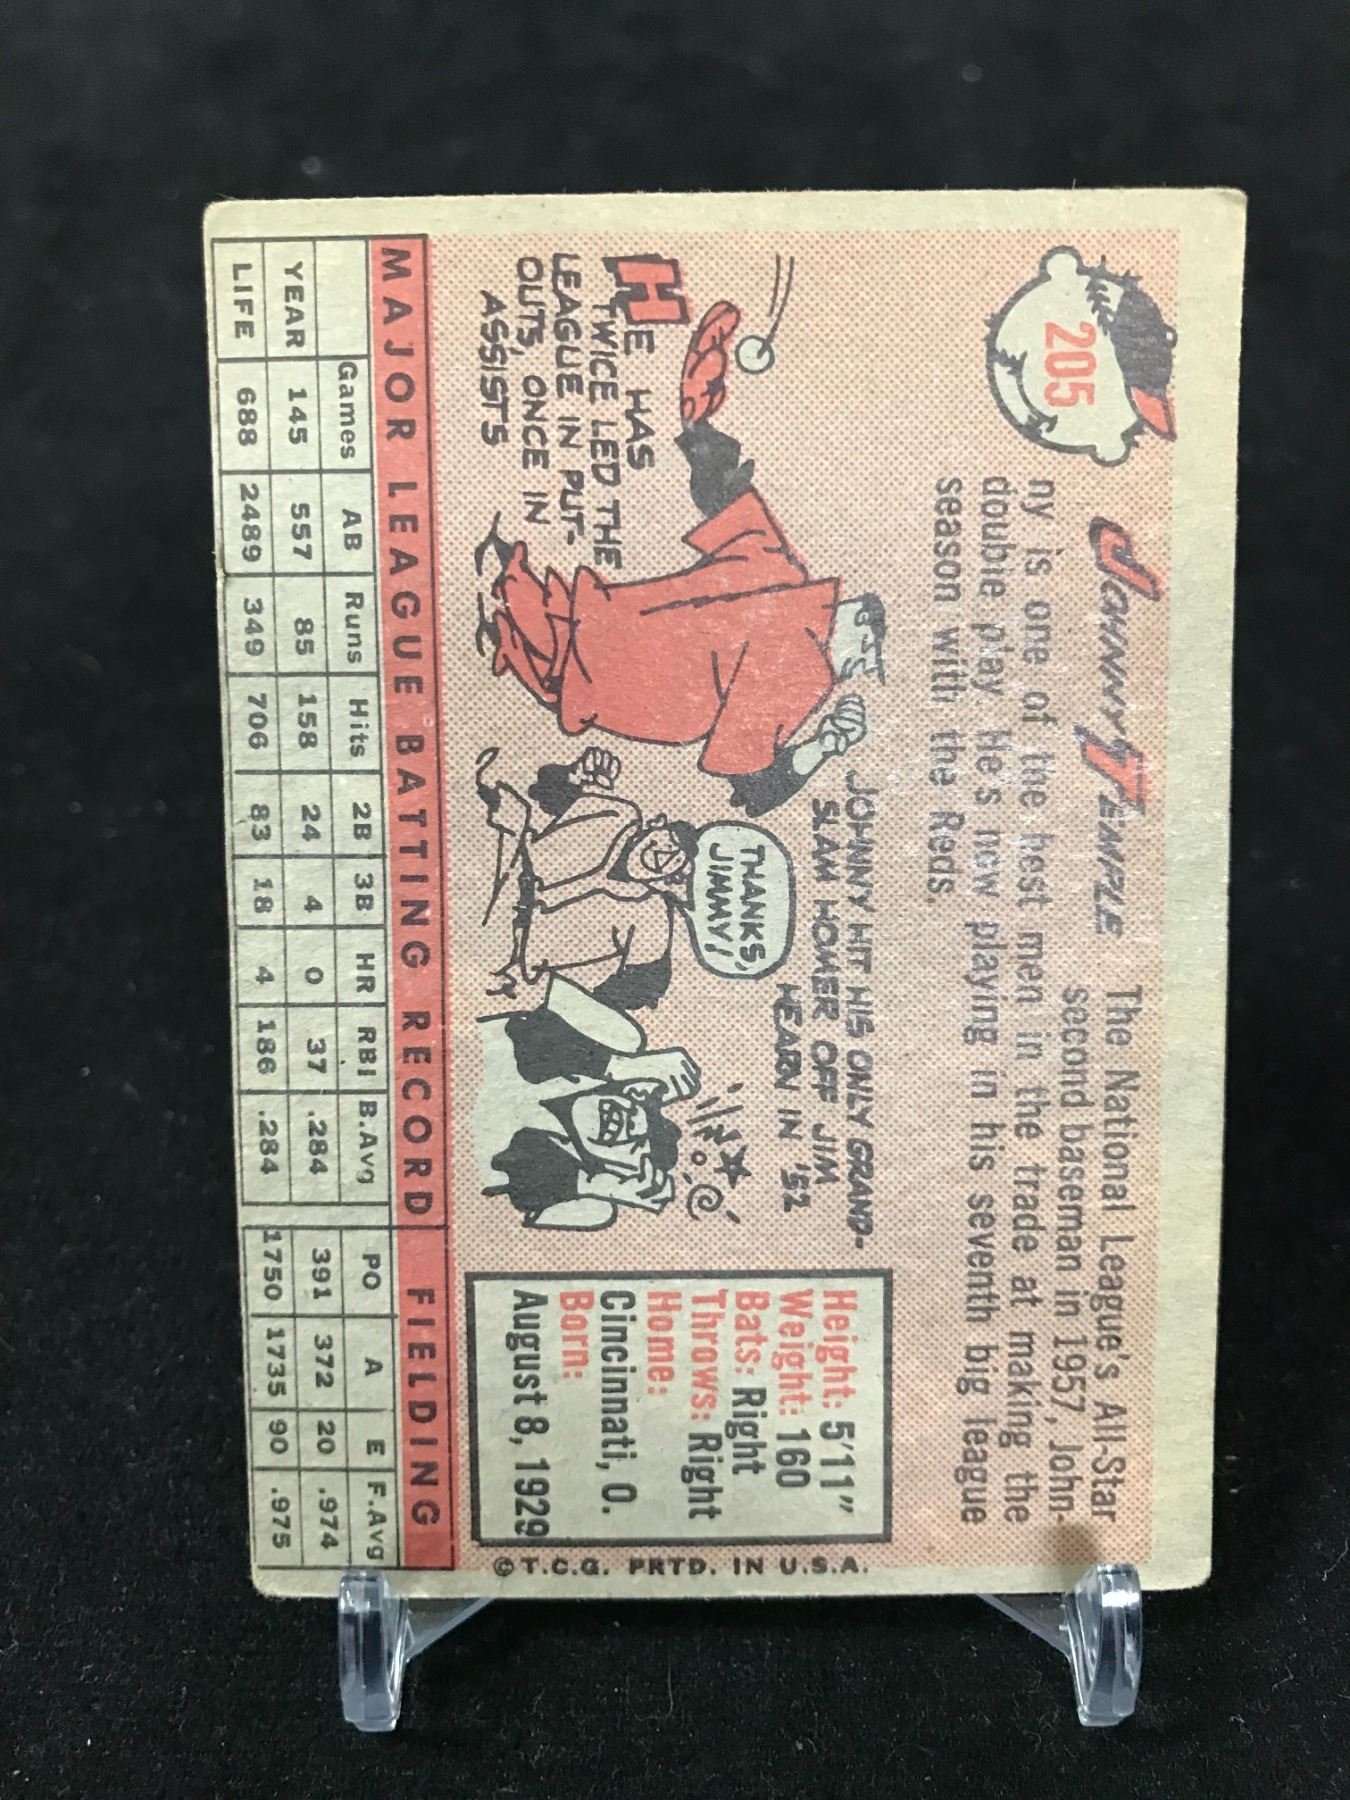 205
JOHNNY TEMPLE
The National League's All-Star
second baseman in 1957, John-
ny is one of the best men in the trade at making the
double play. He's now playing in his seventh big league
season with the Reds.
HE HAS
TWICE LED THE
LEAGUE IN PUT-
OUTS, ONCE IN
ASSISTS
JOHNNY HIT HIS ONLY GRAND-
SLAM HOMER OFF JIM
HEARN IN '52
THANKS,
JIMMY!
Height: 5'11"
Weight: 160
Bats: Right
Throws: Right
Home:
Cincinnati, O.
Born:
August 8, 1929
© T.C.G. PRTD. IN U.S.A.
MAJOR LEAGUE BATTING RECORD FIELDING
Games AB Runs Hits 2B 3B HR RBI B.Avg PO A E F.Avg
YEAR 145 557 85 158 24 4 0 37 .284 391 372 20 .974
LIFE 688 2489 349 706 83 18 4 186 .284 1750 1735 90 .975